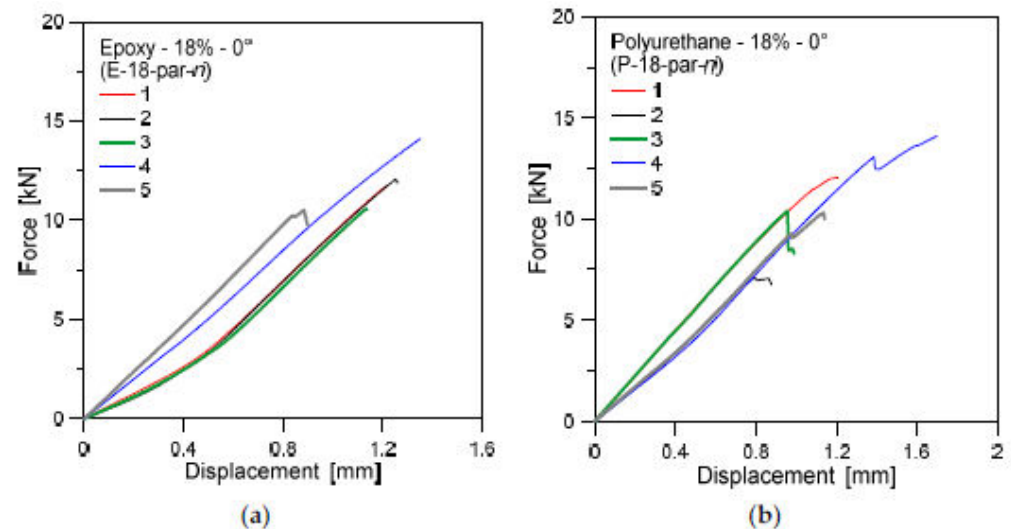 20
15
10
5
0
Force [kN]
Epoxy - 18% - 0°
(E-18-par-n)
1
2
3
4
5
0 0.4 0.8 1.2 1.6
Displacement [mm]
(a)
20
15
10
5
0
Force [kN]
Polyurethane - 18% - 0°
(P-18-par-n)
1
2
3
4
5
0 0.4 0.8 1.2 1.6 2
Displacement [mm]
(b)